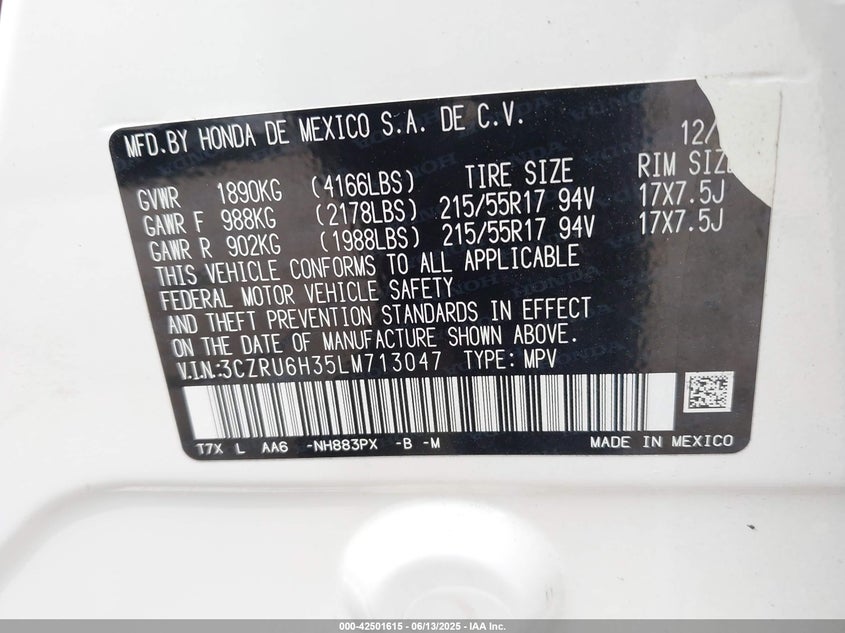 MFD.BY HONDA DE MEXICO S.A. DE C.V. 12/
GVWR 1890KG (4166LBS) TIRE SIZE RIM SIZE
GAWR F 988KG (2178LBS) 215/55R17 94V 17X7.5J
GAWR R 902KG (1988LBS) 215/55R17 94V 17X7.5J
THIS VEHICLE CONFORMS TO ALL APPLICABLE
FEDERAL MOTOR VEHICLE SAFETY
AND THEFT PREVENTION STANDARDS IN EFFECT
ON THE DATE OF MANUFACTURE SHOWN ABOVE.
V.I.N:3CZRU6H35LM713047 TYPE: MPV
T7X L AA6 -NH883PX -B -M MADE IN MEXICO
000-42501615 - 06/13/2025 - IAA Inc.